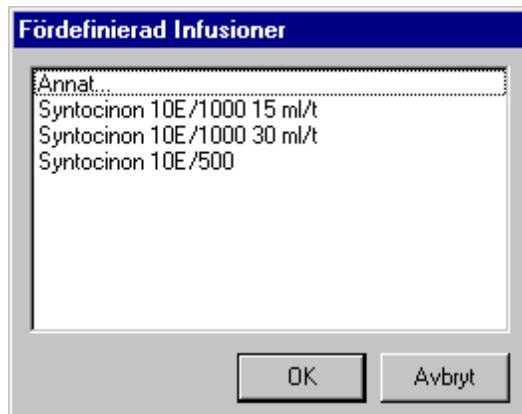 Fördefinierad Infusioner
Annat...
Syntocinon 10E/1000 15 ml/t
Syntocinon 10E/1000 30 ml/t
Syntocinon 10E/500
OK
Avbryt